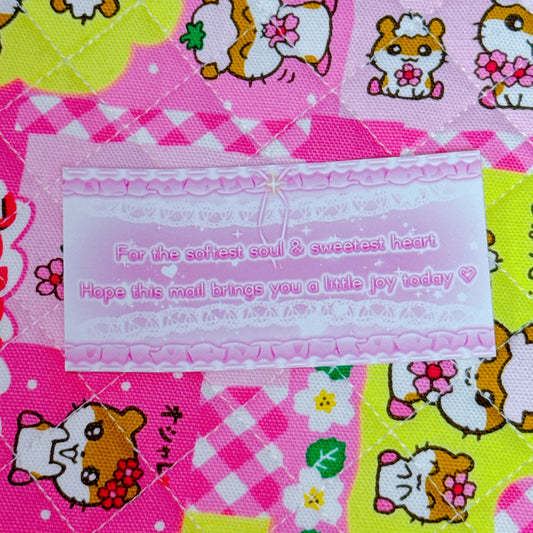 For the softest soul & sweetest heart
Hope this mail brings you a little joy today ♡
オシャレ